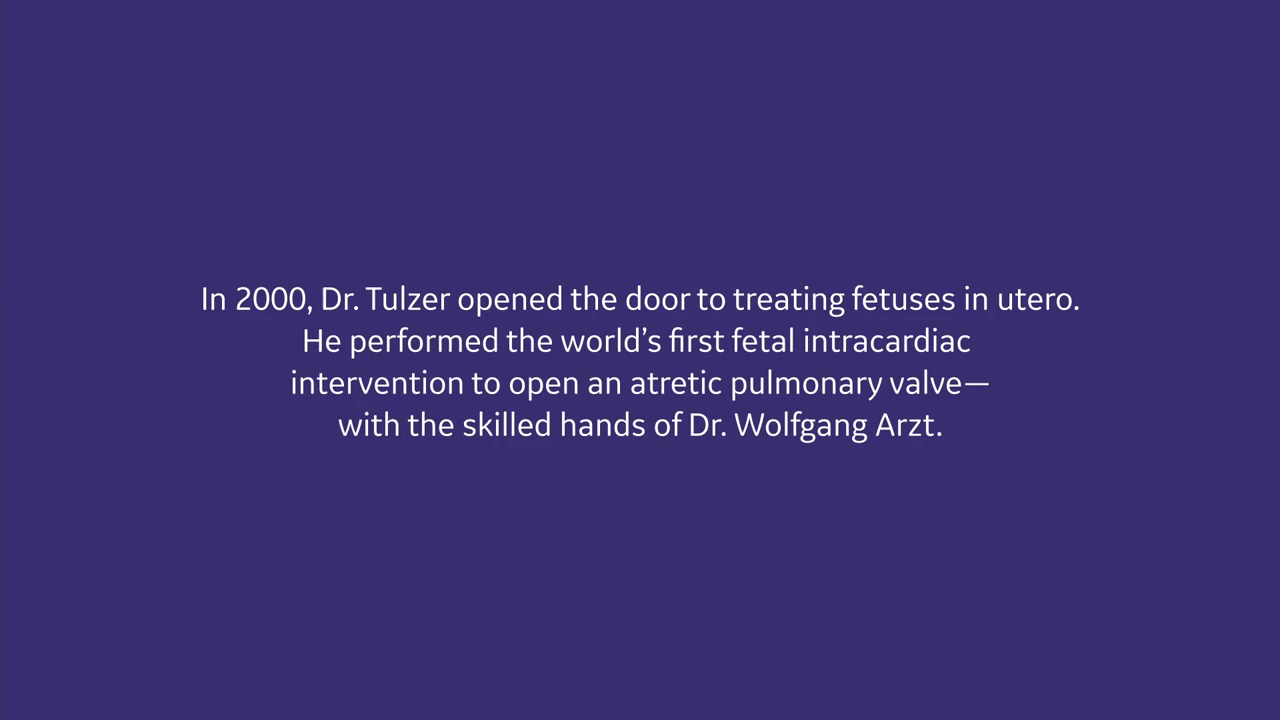 In 2000, Dr. Tulzer opened the door to treating fetuses in utero.
He performed the world’s first fetal intracardiac
intervention to open an atretic pulmonary valve—
with the skilled hands of Dr. Wolfgang Arzt.